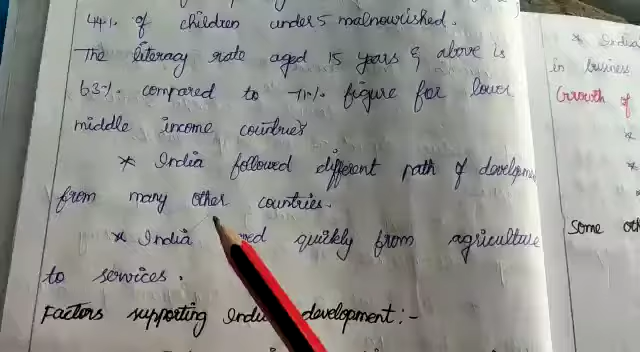 44% of children under 5 malnourished.
The literacy rate aged 15 years & above is
63% compared to 71% figure for lower
middle income countries
* India followed different path of developmen
from many other countries.
* India quickly from agriculture
to services.
Factors supporting India development:-
* India
in business
Growth of
*
*
Some oth